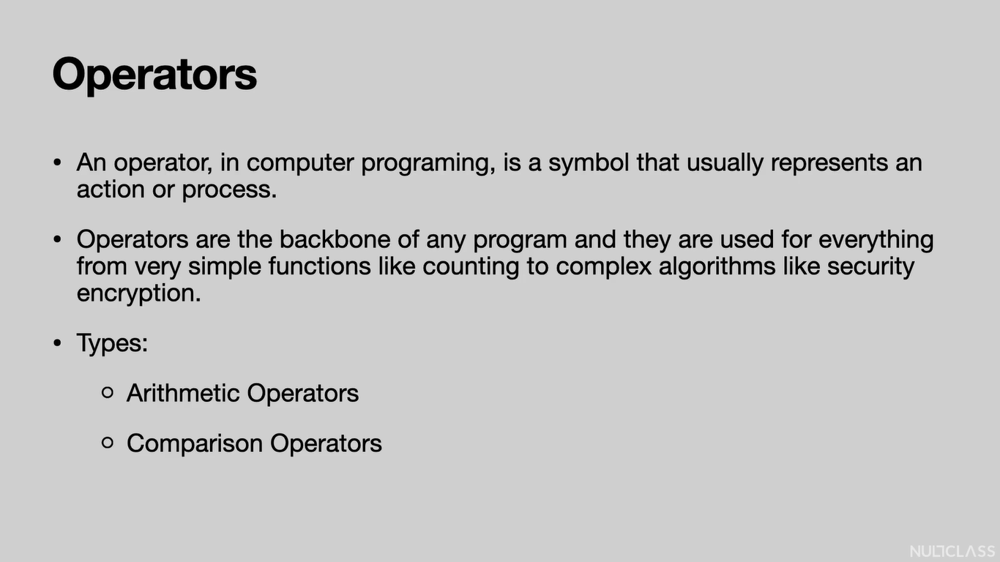 Operators
• An operator, in computer programing, is a symbol that usually represents an
action or process.
• Operators are the backbone of any program and they are used for everything
from very simple functions like counting to complex algorithms like security
encryption.
• Types:
○ Arithmetic Operators
○ Comparison Operators
NULLCLASS